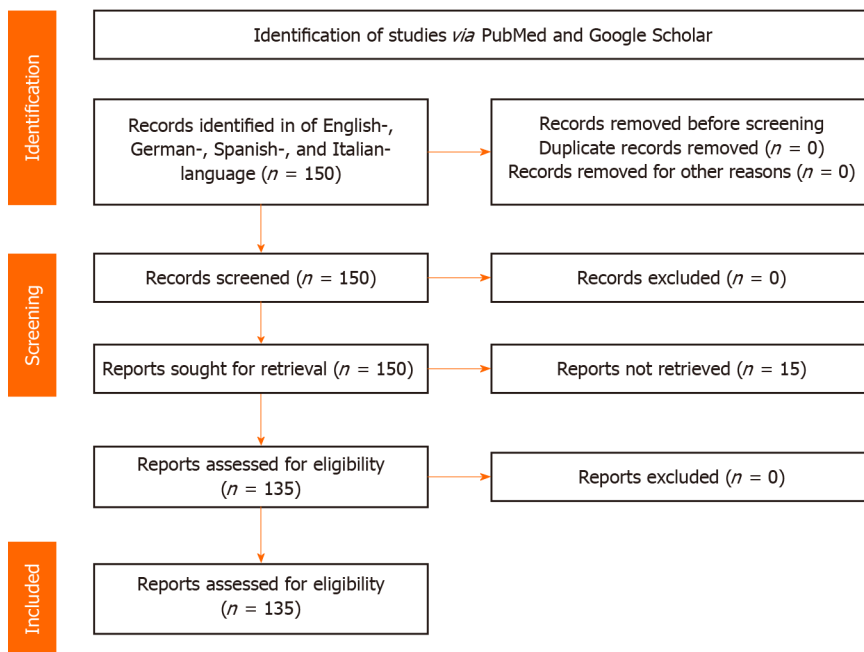 Identification
Identification of studies via PubMed and Google Scholar
Records identified in of English-,
German-, Spanish-, and Italian-
language (n = 150)
Records removed before screening
Duplicate records removed (n = 0)
Records removed for other reasons (n = 0)
Screening
Records screened (n = 150)
Records excluded (n = 0)
Reports sought for retrieval (n = 150)
Reports not retrieved (n = 15)
Reports assessed for eligibility
(n = 135)
Reports excluded (n = 0)
Included
Reports assessed for eligibility
(n = 135)